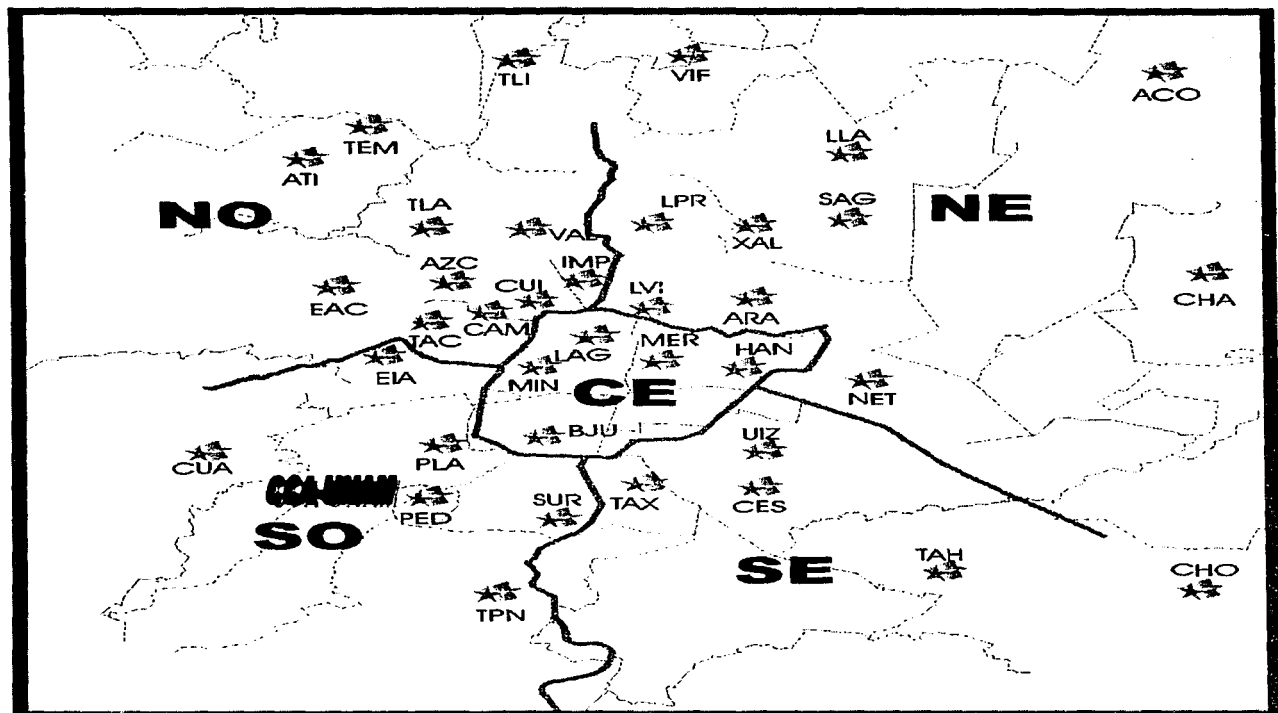 TLI
VIF
ACO
TEM
LLA
ATI
NO
TLA
LPR
SAG
NE
VAL
XAL
AZC
IMP
EAC
CUI
LVI
CHA
TAC
CAM
ARA
LAG
MER
HAN
EIA
MIN
CE
NET
BJU
UIZ
CUA
PLA
CCA-UNAM
PED
SUR
TAX
CES
SO
SE
TAH
CHO
TPN